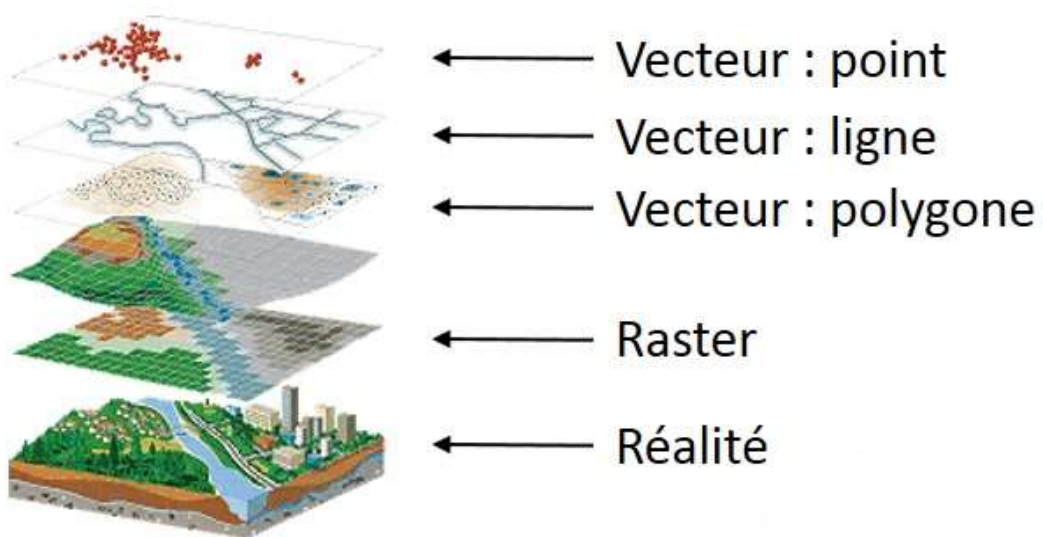 Vecteur : point
Vecteur : ligne
Vecteur : polygone
Raster
Réalité